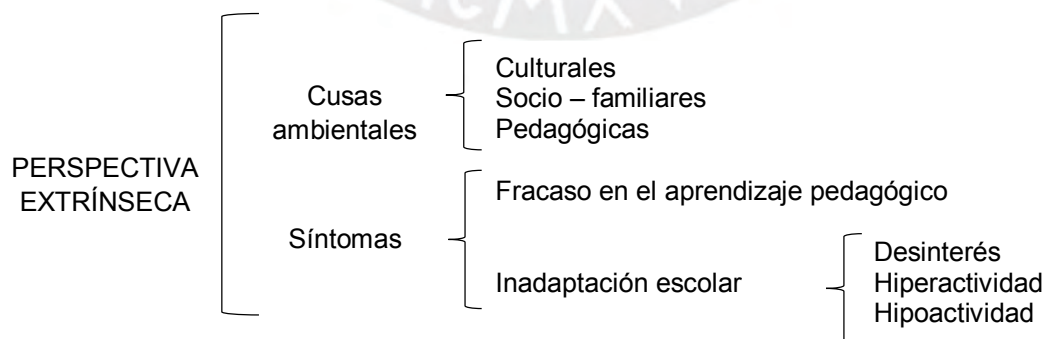 Culturales
Cusas
Socio – familiares
ambientales
Pedagógicas
PERSPECTIVA
EXTRÍNSECA
Fracaso en el aprendizaje pedagógico
Síntomas
Inadaptación escolar
Desinterés
Hiperactividad
Hipoactividad